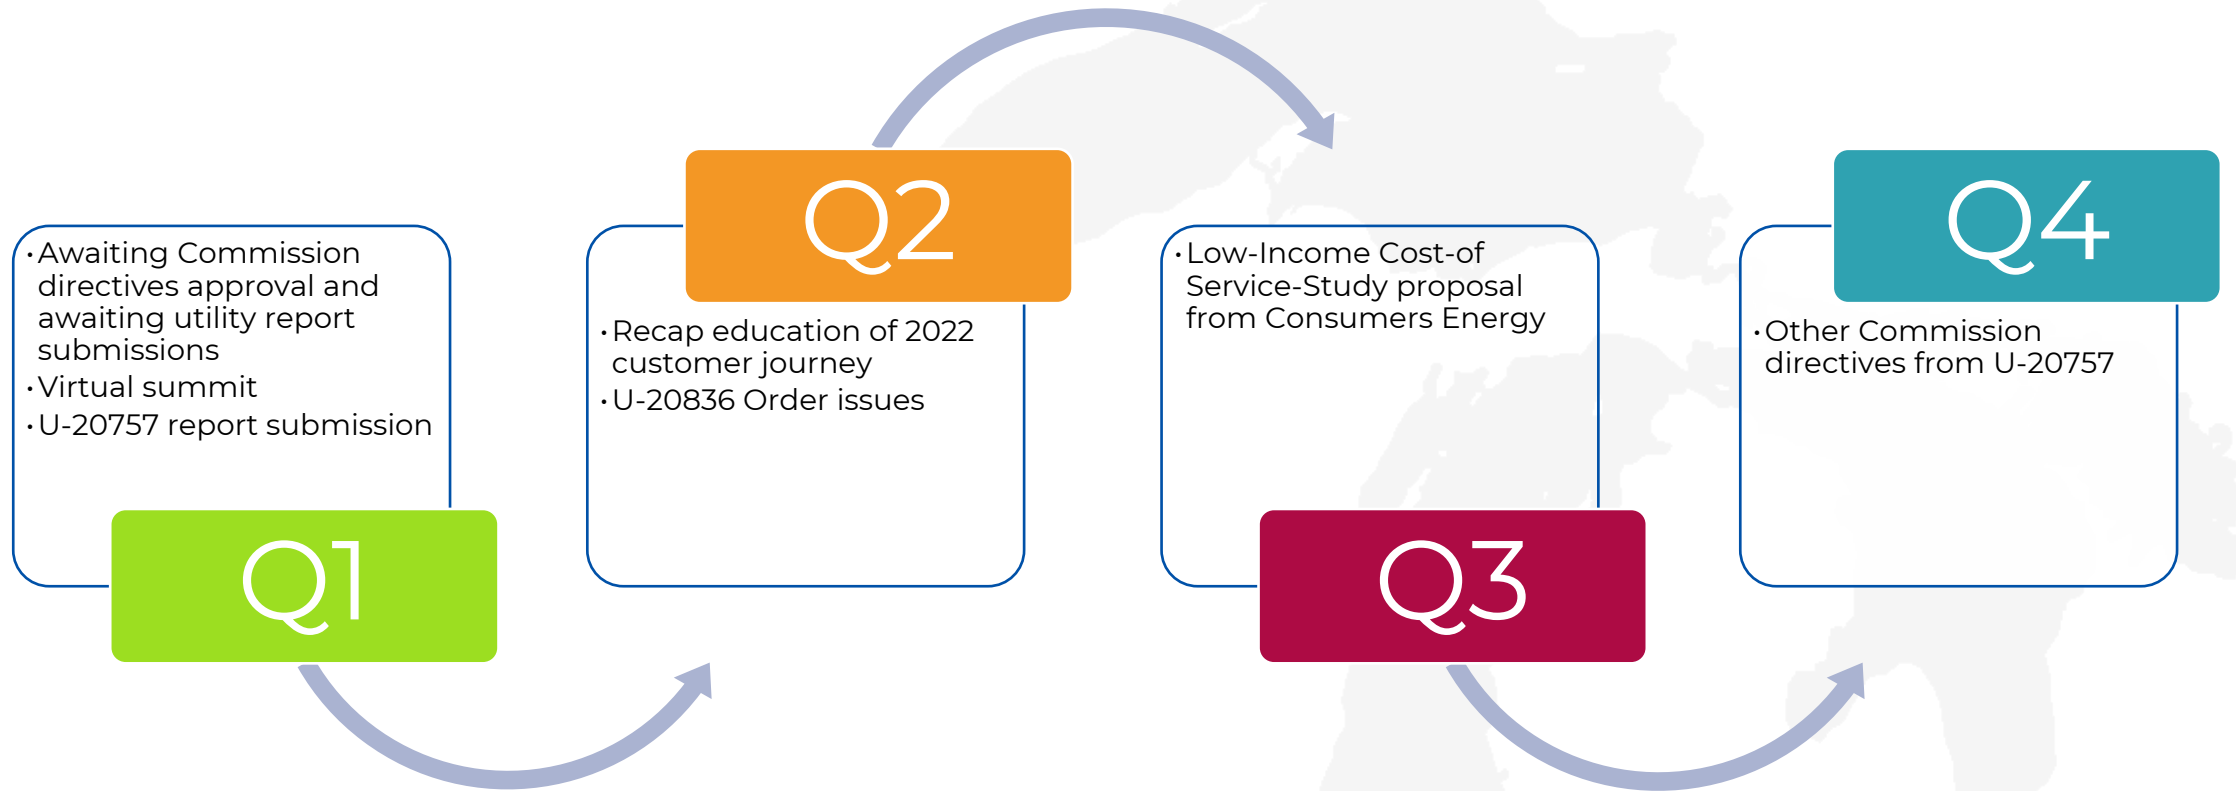 • Awaiting Commission
directives approval and
awaiting utility report
submissions
• Virtual summit
• U-20757 report submission
Q1
Q2
• Recap education of 2022
customer journey
• U-20836 Order issues
• Low-Income Cost-of
Service-Study proposal
from Consumers Energy
Q3
Q4
• Other Commission
directives from U-20757